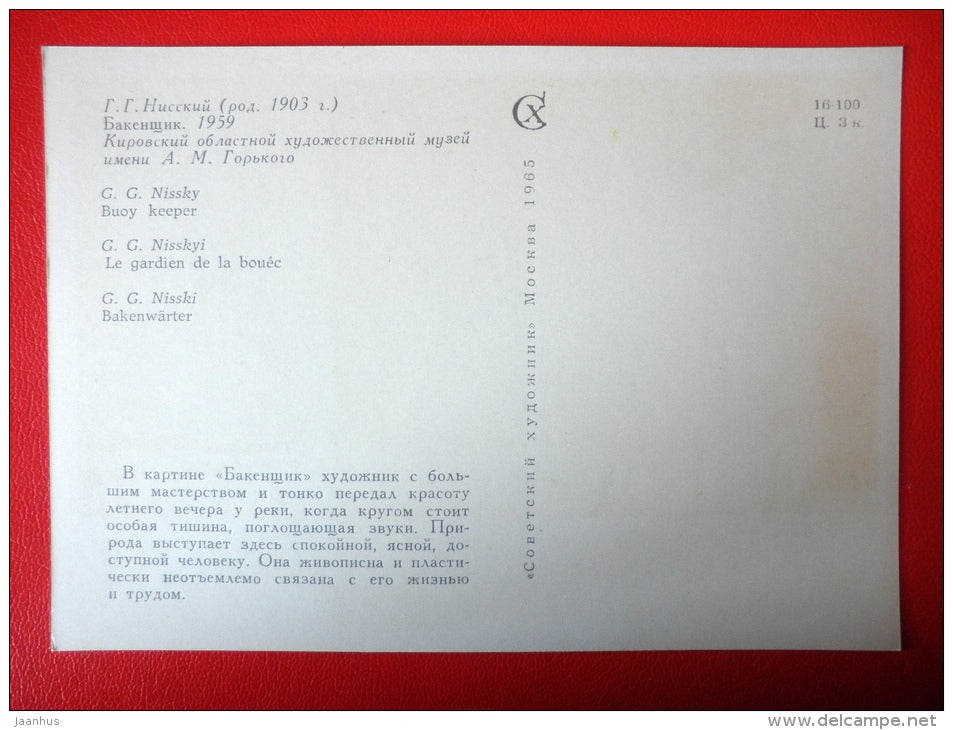 Г. Г. Нисский (род. 1903 г.)
Бакенщик. 1959
Кировский областной художественный музей
имени А. М. Горького
G. G. Nissky
Buoy keeper
G. G. Nisskyi
Le gardien de la bouéc
G. G. Nisski
Bakenwärter
В картине «Бакенщик» художник с боль-
шим мастерством и тонко передал красоту
летнего вечера у реки, когда кругом стоит
особая тишина, поглощающая звуки. При-
рода выступает здесь спокойной, ясной, до-
ступной человеку. Она живописна и пласти-
чески неотъемлемо связана с его жизнью
и трудом.
СХ
«Советский художник» Москва 1965
16-100
Ц. 3 к.
Jaanhus
www.delcampe.net